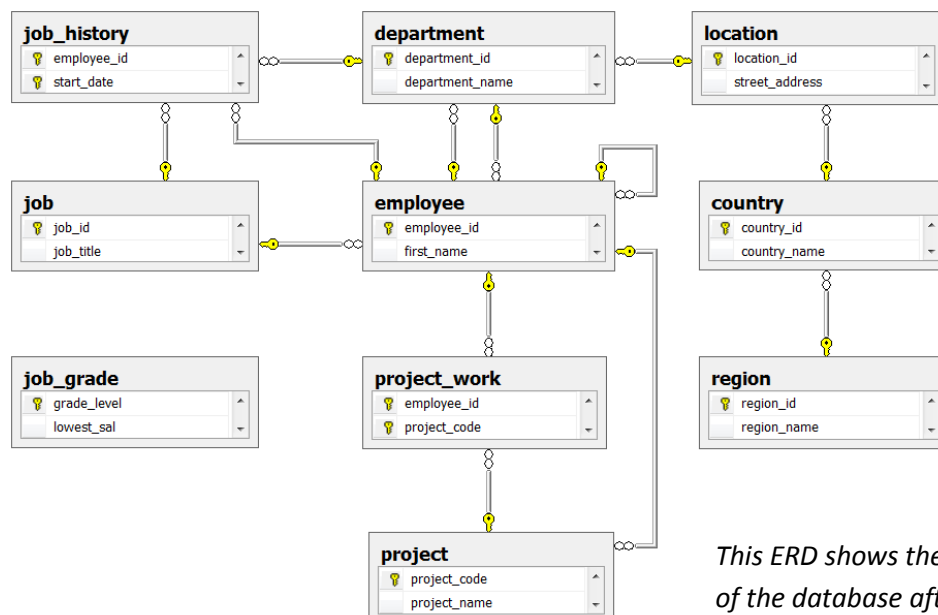 job_history
employee_id
start_date
department
department_id
department_name
location
location_id
street_address
job
job_id
job_title
employee
employee_id
first_name
country
country_id
country_name
job_grade
grade_level
lowest_sal
project_work
employee_id
project_code
region
region_id
region_name
project
project_code
project_name
This ERD shows the
of the database aft